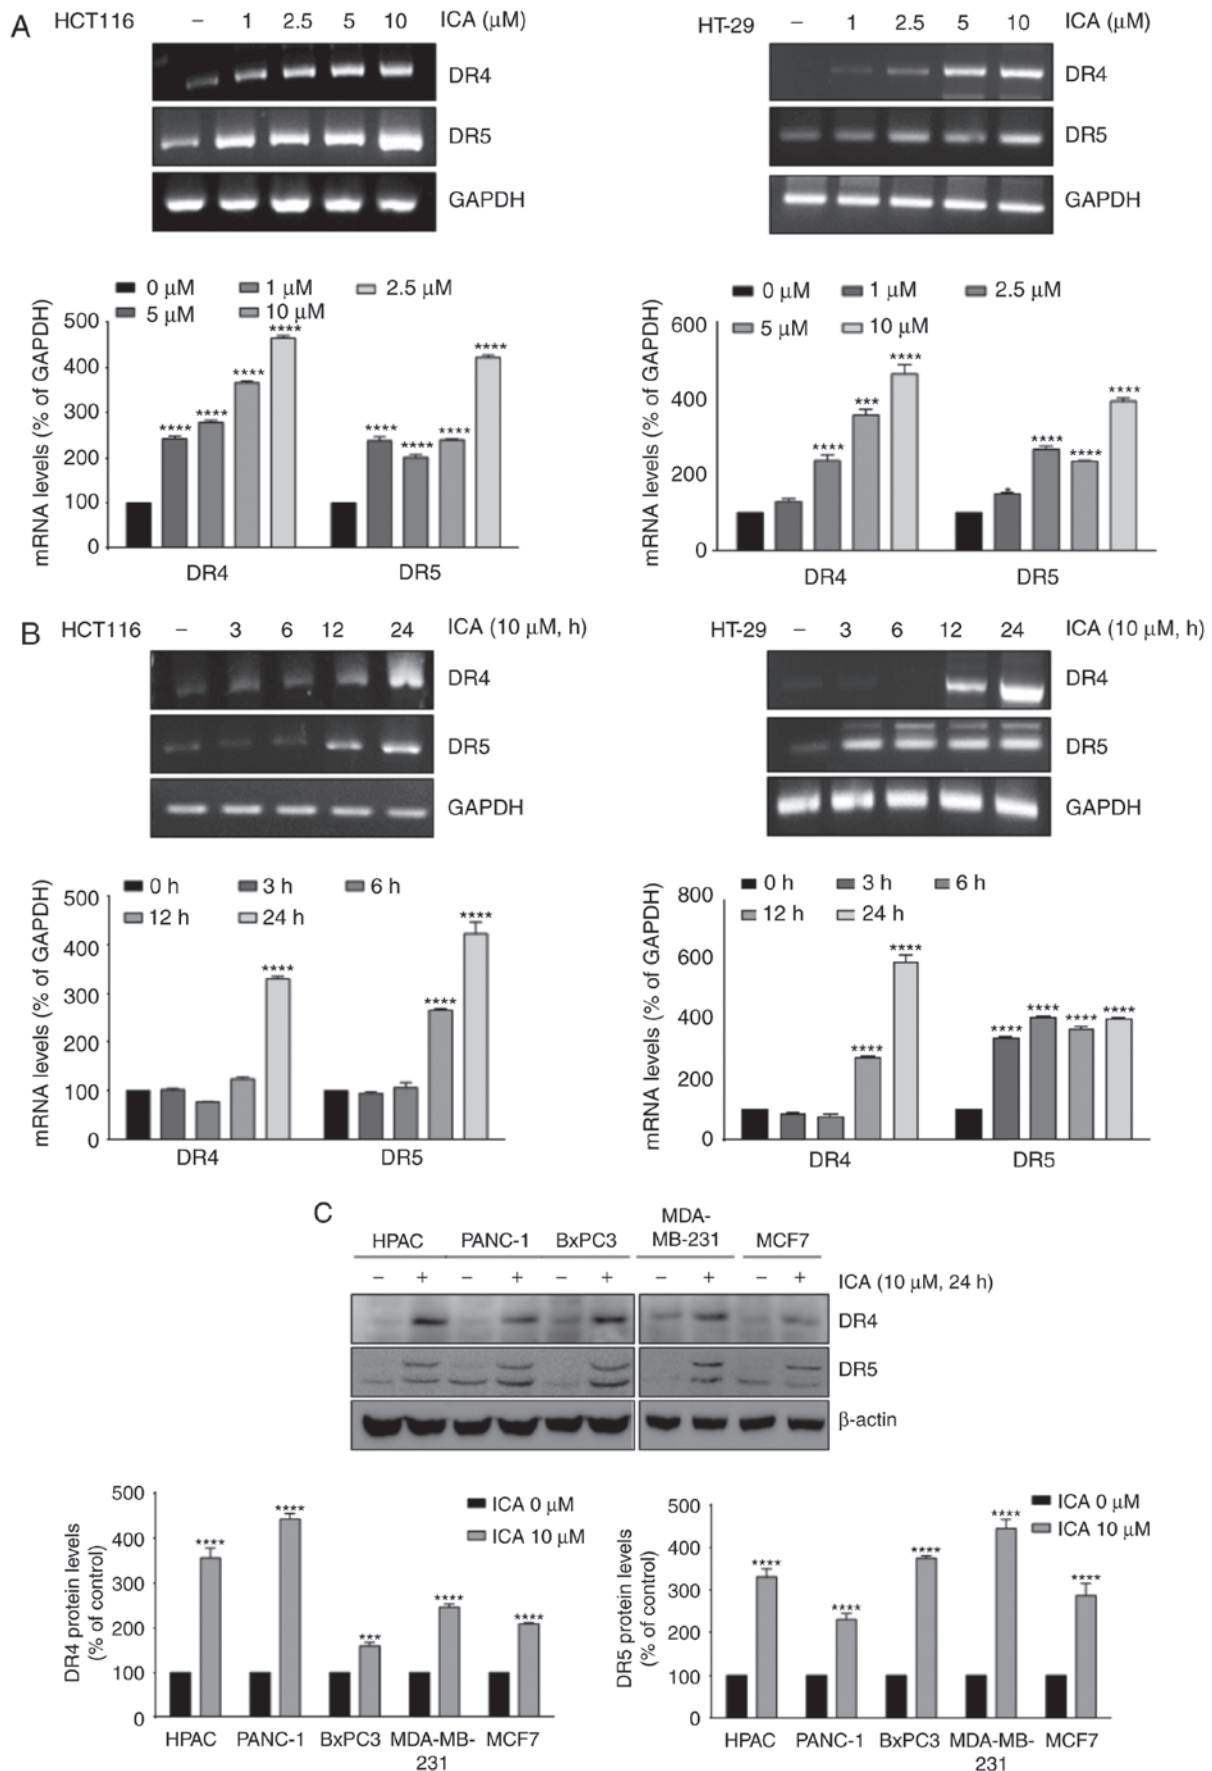 A HCT116 – 1 2.5 5 10 ICA (μM)
DR4
DR5
GAPDH
HT-29 – 1 2.5 5 10 ICA (μM)
DR4
DR5
GAPDH
mRNA levels (% of GAPDH)
0 μM 1 μM 2.5 μM
5 μM 10 μM
500
400
300
200
100
0
**** **** **** ****
**** **** **** ****
DR4 DR5
mRNA levels (% of GAPDH)
0 μM 1 μM 2.5 μM
5 μM 10 μM
600
400
200
0
**** *** ****
* **** **** ****
DR4 DR5
B HCT116 – 3 6 12 24 ICA (10 μM, h)
DR4
DR5
GAPDH
HT-29 – 3 6 12 24 ICA (10 μM, h)
DR4
DR5
GAPDH
mRNA levels (% of GAPDH)
0 h 3 h 6 h
12 h 24 h
500
400
300
200
100
0
****
**** ****
DR4 DR5
mRNA levels (% of GAPDH)
0 h 3 h 6 h
12 h 24 h
800
600
400
200
0
**** ****
**** **** **** ****
DR4 DR5
C
HPAC PANC-1 BxPC3 MDA-
MB-231 MCF7
– + – + – + – + – + ICA (10 μM, 24 h)
DR4
DR5
β-actin
DR4 protein levels
(% of control)
ICA 0 μM
ICA 10 μM
500
400
300
200
100
0
**** **** *** **** ****
HPAC PANC-1 BxPC3 MDA-MB- MCF7
231
DR5 protein levels
(% of control)
ICA 0 μM
ICA 10 μM
500
400
300
200
100
0
**** **** **** **** ****
HPAC PANC-1 BxPC3 MDA-MB- MCF7
231